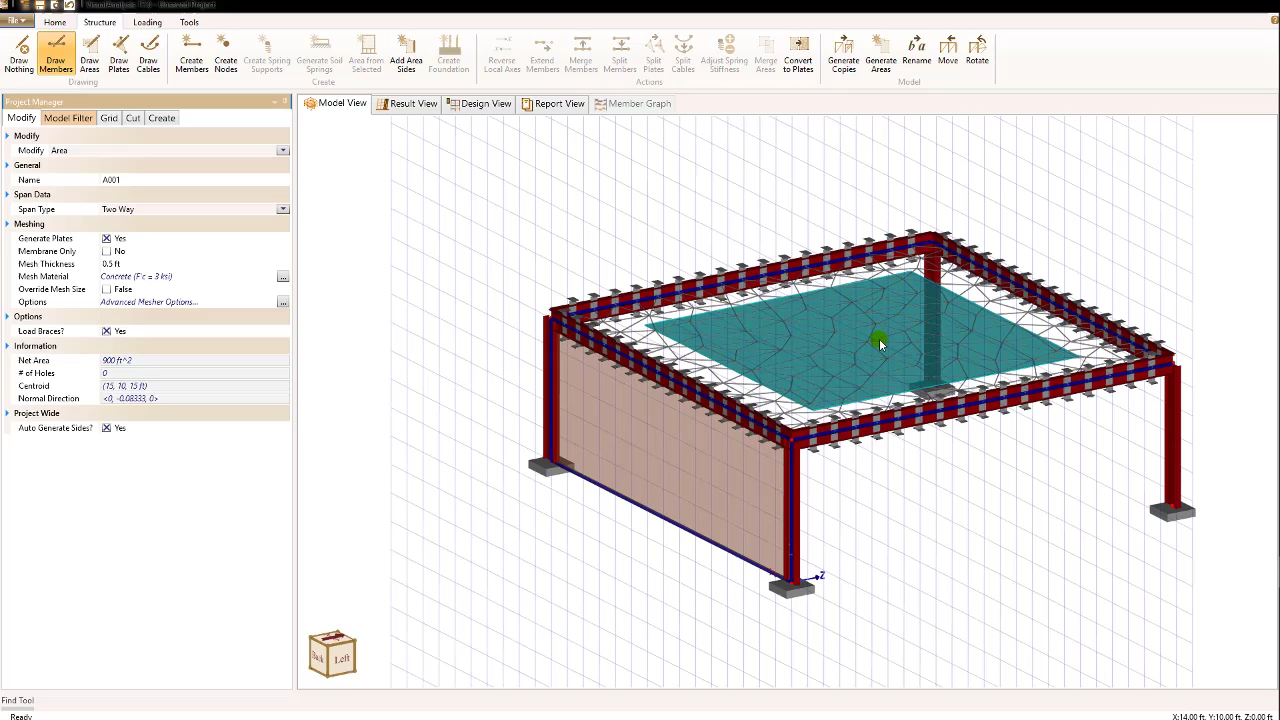 VisualAnalysis 17.0 - Unsaved Project
File Home Structure Loading Tools
Draw Nothing Draw Members Draw Areas Draw Plates Draw Cables Create Members Create Nodes Create Spring Supports Generate Soil Springs Area from Selected Add Area Sides Create Foundation Reverse Local Axes Extend Members Merge Members Split Members Split Plates Split Cables Adjust Spring Stiffness Merge Areas Convert to Plates Generate Copies Generate Areas Rename Move Rotate
Drawing Create Actions Model
Project Manager
Model View Result View Design View Report View Member Graph
Modify Model Filter Grid Cut Create
Modify
Modify Area
General
Name A001
Span Data
Span Type Two Way
Meshing
Generate Plates Yes
Membrane Only No
Mesh Thickness 0.5 ft
Mesh Material Concrete (F'c = 3 ksi) ...
Override Mesh Size False
Options Advanced Mesher Options... ...
Options
Load Braces? Yes
Information
Net Area 900 ft^2
# of Holes 0
Centroid (15, 10, 15 ft)
Normal Direction <0, -0.08333, 0>
Project Wide
Auto Generate Sides? Yes
Z
Back Left
Find Tool
Ready X:14.00 ft. Y:10.00 ft. Z:0.00 ft.